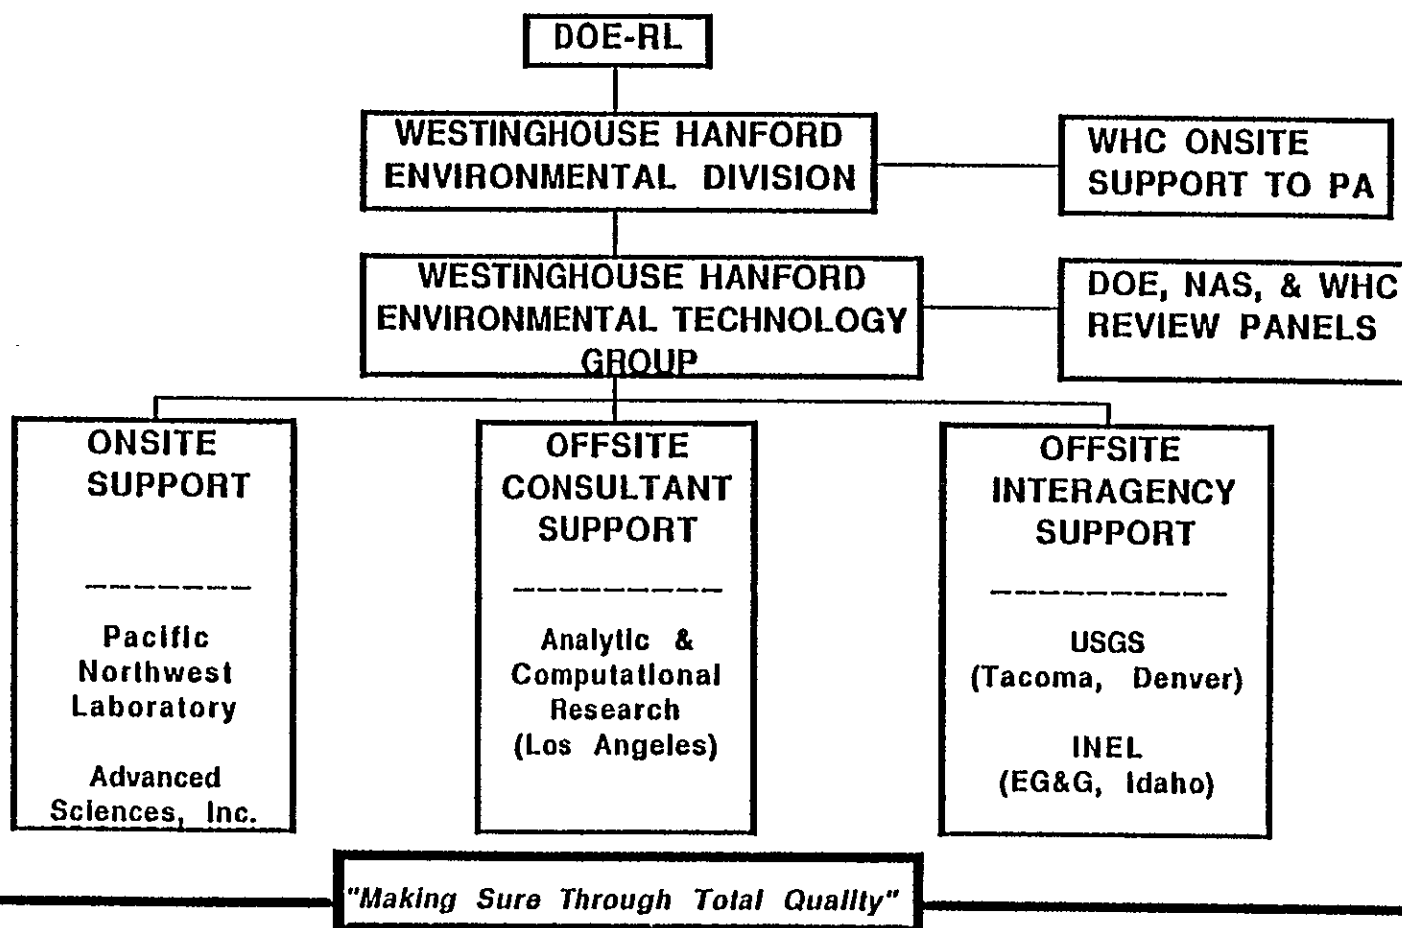 DOE-RL
WESTINGHOUSE HANFORD
ENVIRONMENTAL DIVISION
WHC ONSITE
SUPPORT TO PA
WESTINGHOUSE HANFORD
ENVIRONMENTAL TECHNOLOGY
GROUP
DOE, NAS, & WHC
REVIEW PANELS
ONSITE
SUPPORT
Pacific
Northwest
Laboratory
Advanced
Sciences, Inc.
OFFSITE
CONSULTANT
SUPPORT
Analytic &
Computational
Research
(Los Angeles)
OFFSITE
INTERAGENCY
SUPPORT
USGS
(Tacoma, Denver)
INEL
(EG&G, Idaho)
"Making Sure Through Total Quality"